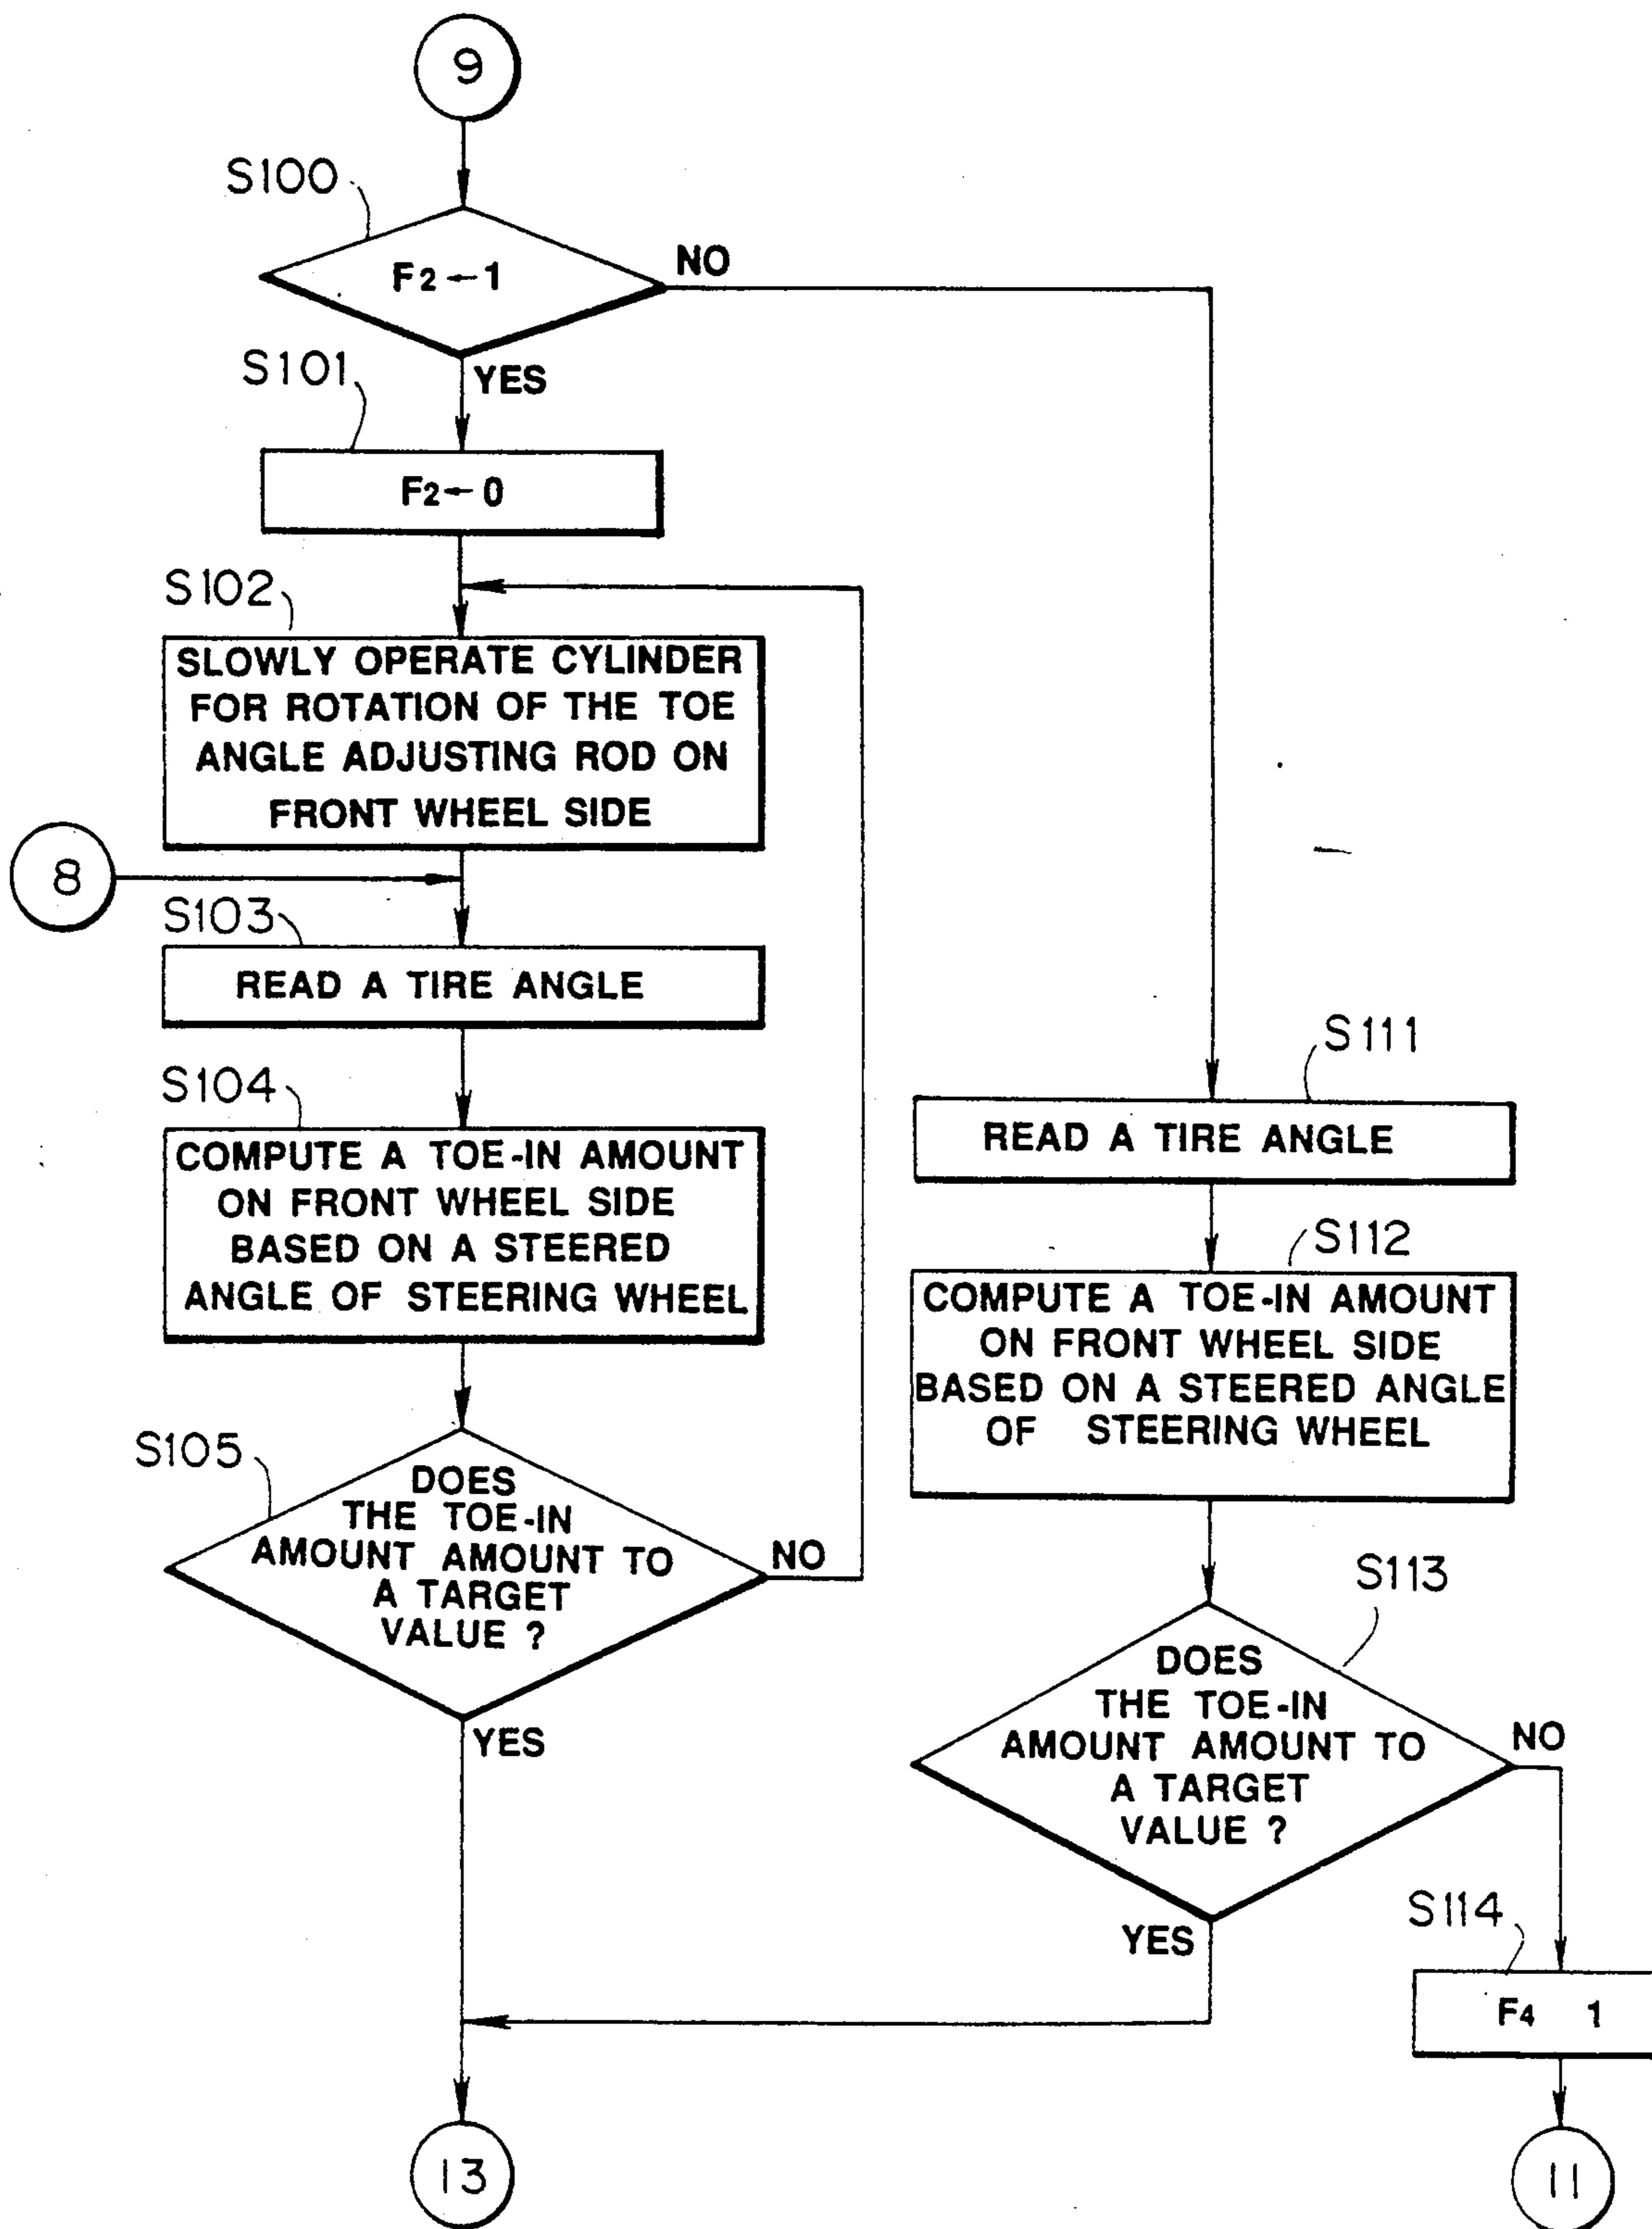 9
S100
F2←1
NO
YES
S101
F2←0
S102
SLOWLY OPERATE CYLINDER
FOR ROTATION OF THE TOE
ANGLE ADJUSTING ROD ON
FRONT WHEEL SIDE
8
S103
READ A TIRE ANGLE
S104
COMPUTE A TOE-IN AMOUNT
ON FRONT WHEEL SIDE
BASED ON A STEERED
ANGLE OF STEERING WHEEL
S105
DOES
THE TOE-IN
AMOUNT AMOUNT TO
A TARGET
VALUE ?
NO
YES
S111
READ A TIRE ANGLE
S112
COMPUTE A TOE-IN AMOUNT
ON FRONT WHEEL SIDE
BASED ON A STEERED ANGLE
OF STEERING WHEEL
S113
DOES
THE TOE-IN
AMOUNT AMOUNT TO
A TARGET
VALUE ?
NO
YES
S114
F4 1
13
11